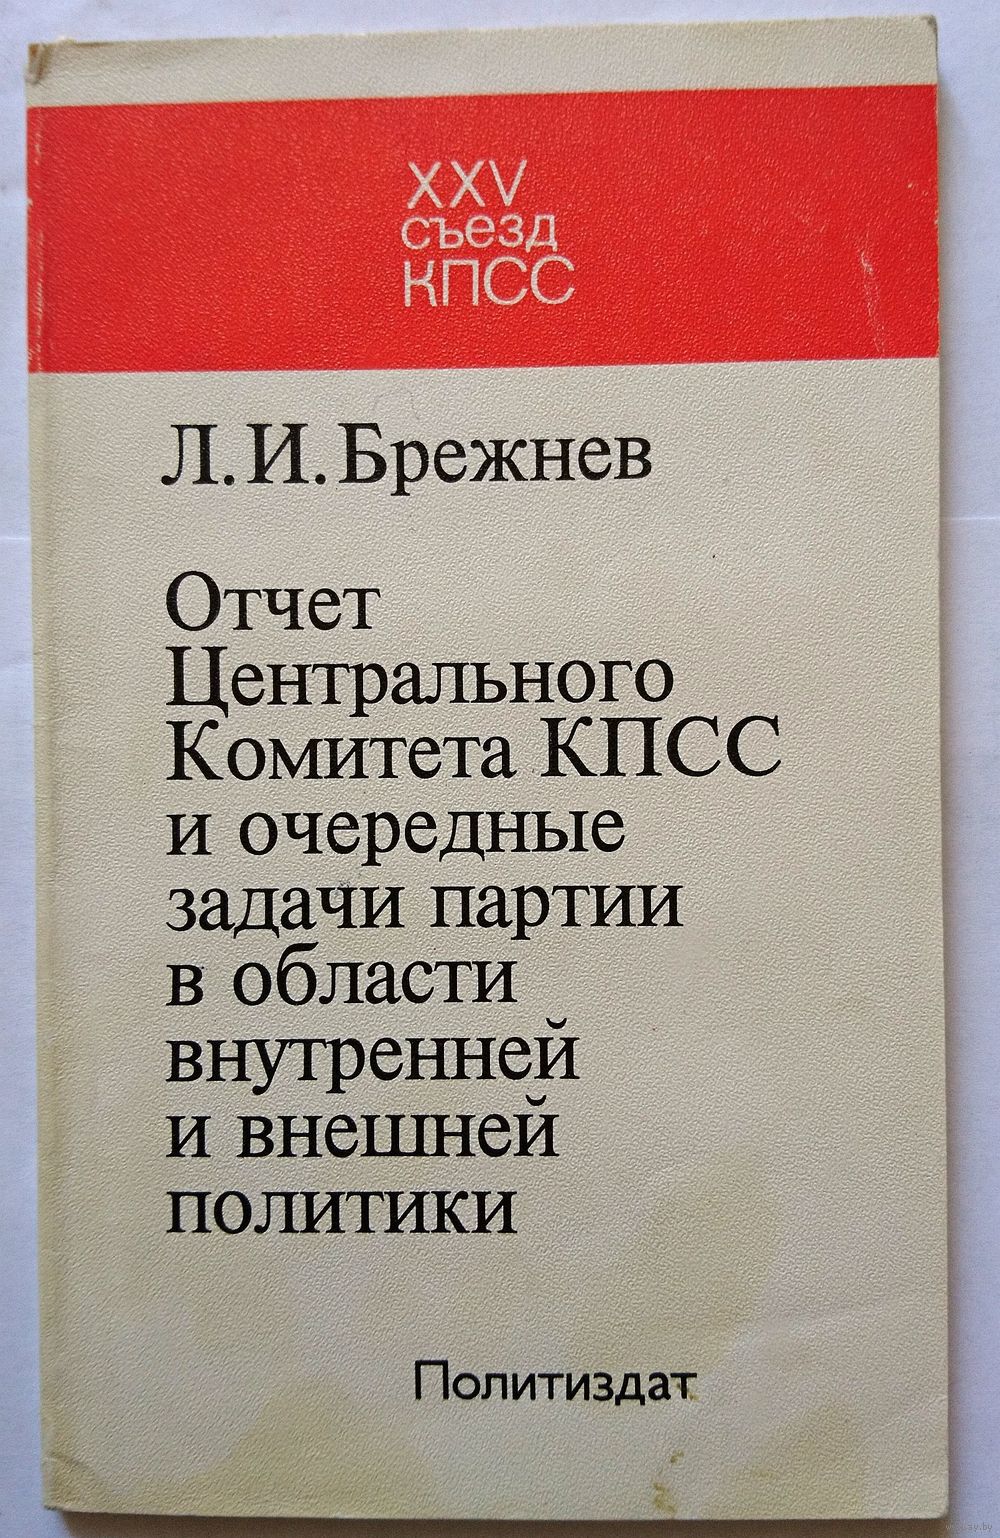 XXV
съезд
КПСС
Л. И. Брежнев
Отчет
Центрального
Комитета КПСС
и очередные
задачи партии
в области
внутренней
и внешней
политики
Политиздат